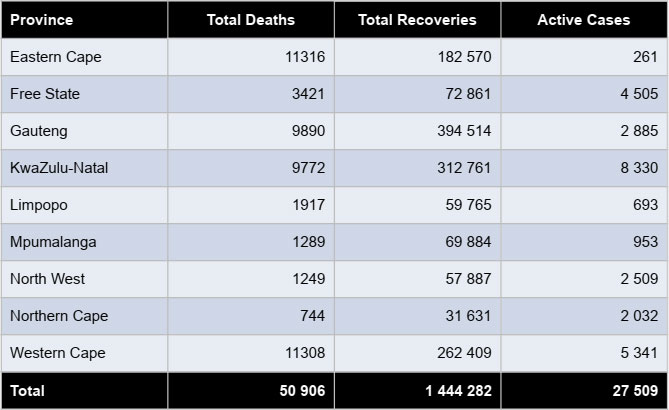 Province Total Deaths Total Recoveries Active Cases
Eastern Cape 11316 182 570 261
Free State 3421 72 861 4 505
Gauteng 9890 394 514 2 885
KwaZulu-Natal 9772 312 761 8 330
Limpopo 1917 59 765 693
Mpumalanga 1289 69 884 953
North West 1249 57 887 2 509
Northern Cape 744 31 631 2 032
Western Cape 11308 262 409 5 341
Total 50 906 1 444 282 27 509